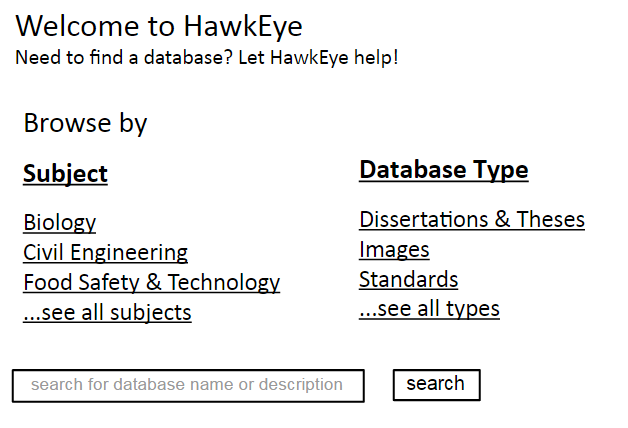 Welcome to HawkEye
Need to find a database? Let HawkEye help!
Browse by
Subject
Biology
Civil Engineering
Food Safety & Technology
...see all subjects
Database Type
Dissertations & Theses
Images
Standards
...see all types
search for database name or description
search